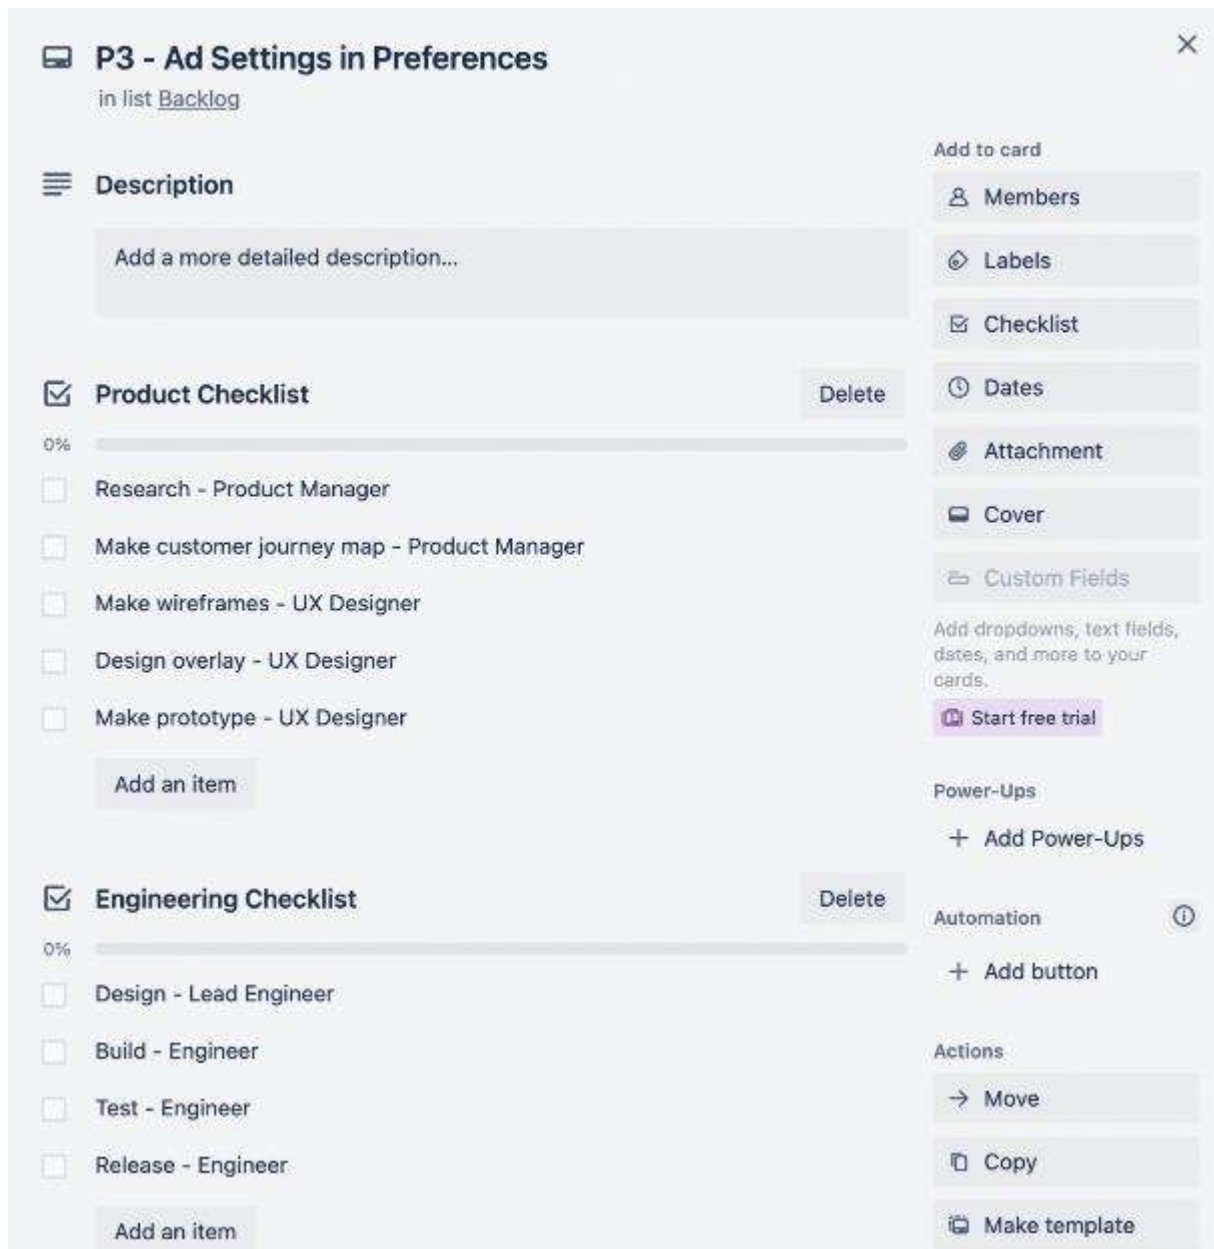 P3 - Ad Settings in Preferences
in list Backlog
Description
Add a more detailed description...
Product Checklist
Delete
0%
Research - Product Manager
Make customer journey map - Product Manager
Make wireframes - UX Designer
Design overlay - UX Designer
Make prototype - UX Designer
Add an item
Engineering Checklist
Delete
0%
Design - Lead Engineer
Build - Engineer
Test - Engineer
Release - Engineer
Add an item
Add to card
Members
Labels
Checklist
Dates
Attachment
Cover
Custom Fields
Add dropdowns, text fields,
dates, and more to your
cards.
Start free trial
Power-Ups
Add Power-Ups
Automation
Add button
Actions
Move
Copy
Make template